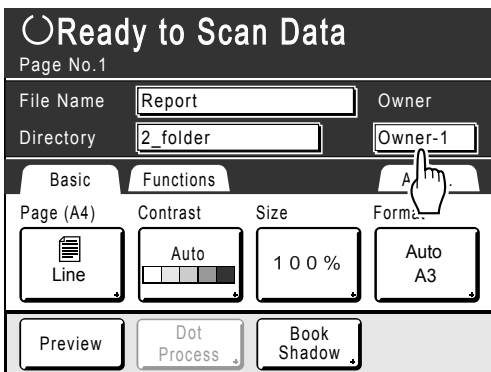 Ready to Scan Data
Page No.1
File Name Report Owner
Directory 2_folder Owner-1
Basic Functions
Page (A4) Contrast Size
Line Auto 100% Auto
A3
Preview Dot Process Book Shadow